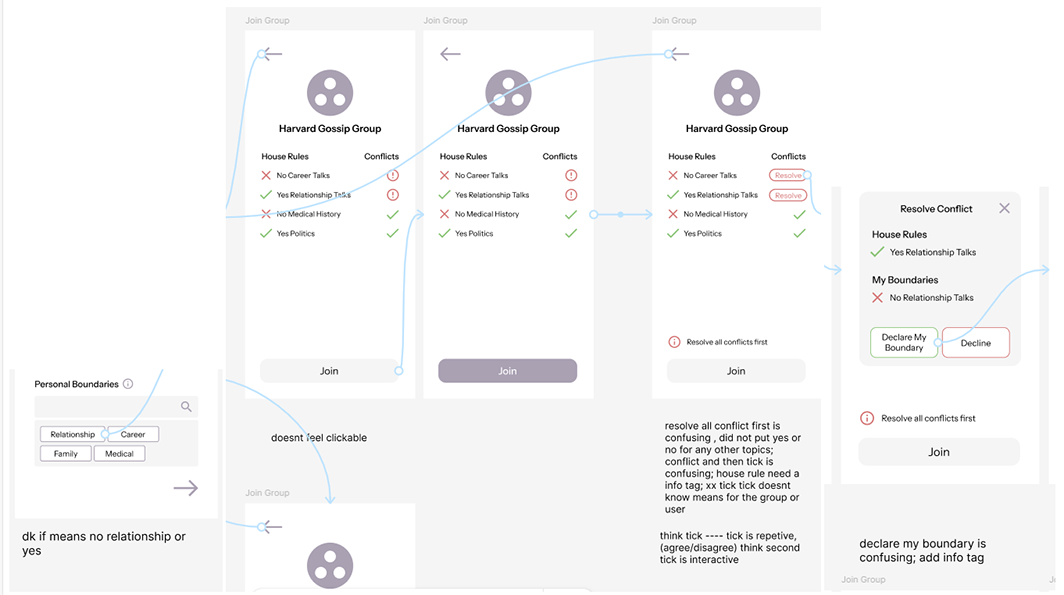 Join Group
Join Group
Join Group
Harvard Gossip Group
House Rules
Conflicts
No Career Talks
Yes Relationship Talks
No Medical History
Yes Politics
Join
doesnt feel clickable
Harvard Gossip Group
House Rules
Conflicts
No Career Talks
Yes Relationship Talks
No Medical History
Yes Politics
Join
Harvard Gossip Group
House Rules
Conflicts
No Career Talks
Resolve
Yes Relationship Talks
Resolve
No Medical History
Yes Politics
Resolve all conflicts first
Join
resolve all conflict first is
confusing , did not put yes or
no for any other topics;
conflict and then tick is
confusing; house rule need a
info tag; xx tick tick doesnt
know means for the group or
user
think tick ---- tick is repetive,
(agree/disagree) think second
tick is interactive
Resolve Conflict
House Rules
Yes Relationship Talks
My Boundaries
No Relationship Talks
Declare My
Boundary
Decline
Resolve all conflicts first
Join
declare my boundary is
confusing; add info tag
Join Group
Personal Boundaries
Relationship
Career
Family
Medical
dk if means no relationship or
yes
Join Group